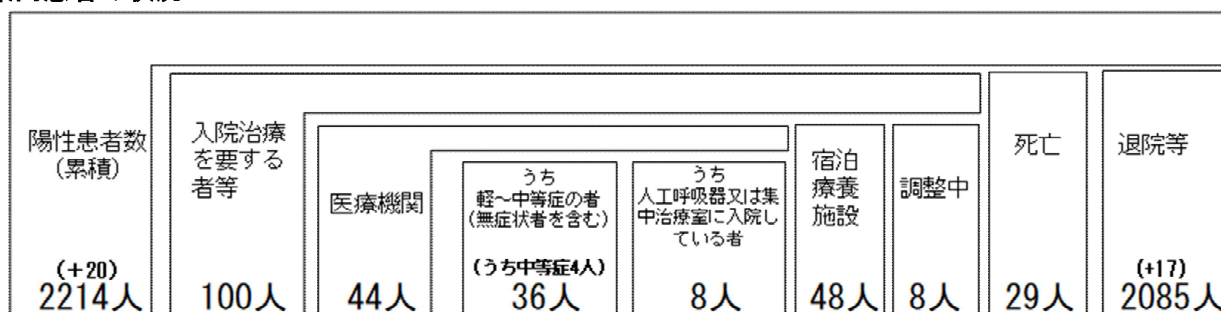 陽性患者数
(累積)
(+20)
2214人
入院治療
を要する
者等
100人
医療機関
44人
うち
軽～中等症の者
(無症状者を含む)
(うち中等症4人)
36人
うち
人工呼吸器又は集
中治療室に入院し
ている者
8人
宿泊
療養
施設
48人
調整中
8人
死亡
29人
退院等
(+17)
2085人